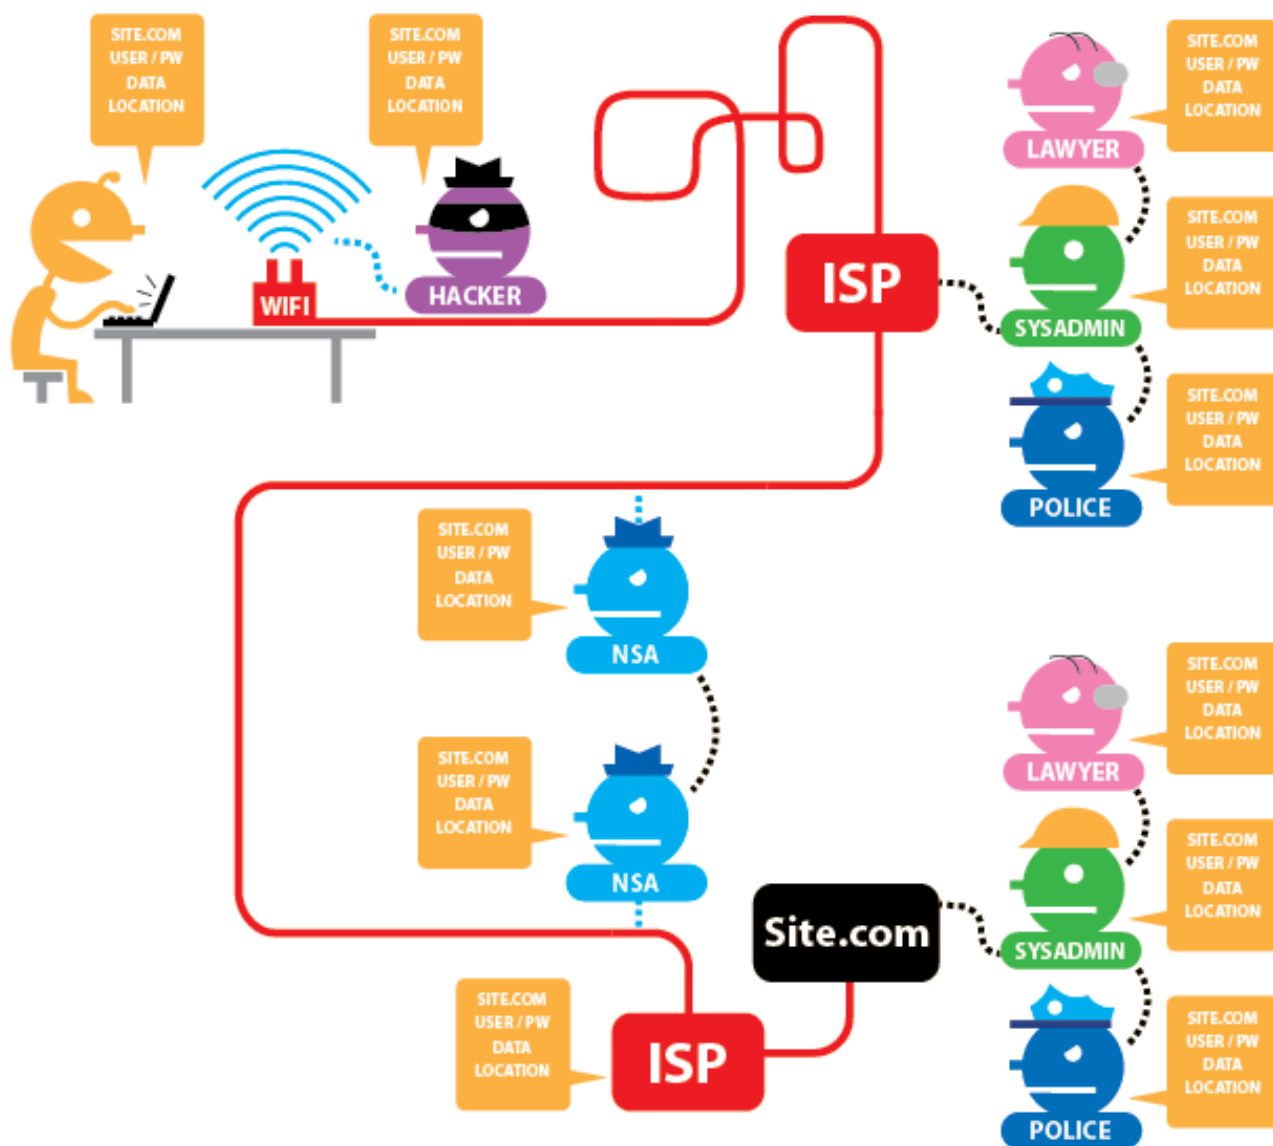 SITE.COM
USER / PW
DATA
LOCATION
SITE.COM
USER / PW
DATA
LOCATION
WIFI
HACKER
ISP
SITE.COM
USER / PW
DATA
LOCATION
LAWYER
SITE.COM
USER / PW
DATA
LOCATION
SYSADMIN
SITE.COM
USER / PW
DATA
LOCATION
POLICE
SITE.COM
USER / PW
DATA
LOCATION
NSA
SITE.COM
USER / PW
DATA
LOCATION
NSA
SITE.COM
USER / PW
DATA
LOCATION
LAWYER
Site.com
SITE.COM
USER / PW
DATA
LOCATION
SYSADMIN
SITE.COM
USER / PW
DATA
LOCATION
ISP
SITE.COM
USER / PW
DATA
LOCATION
POLICE